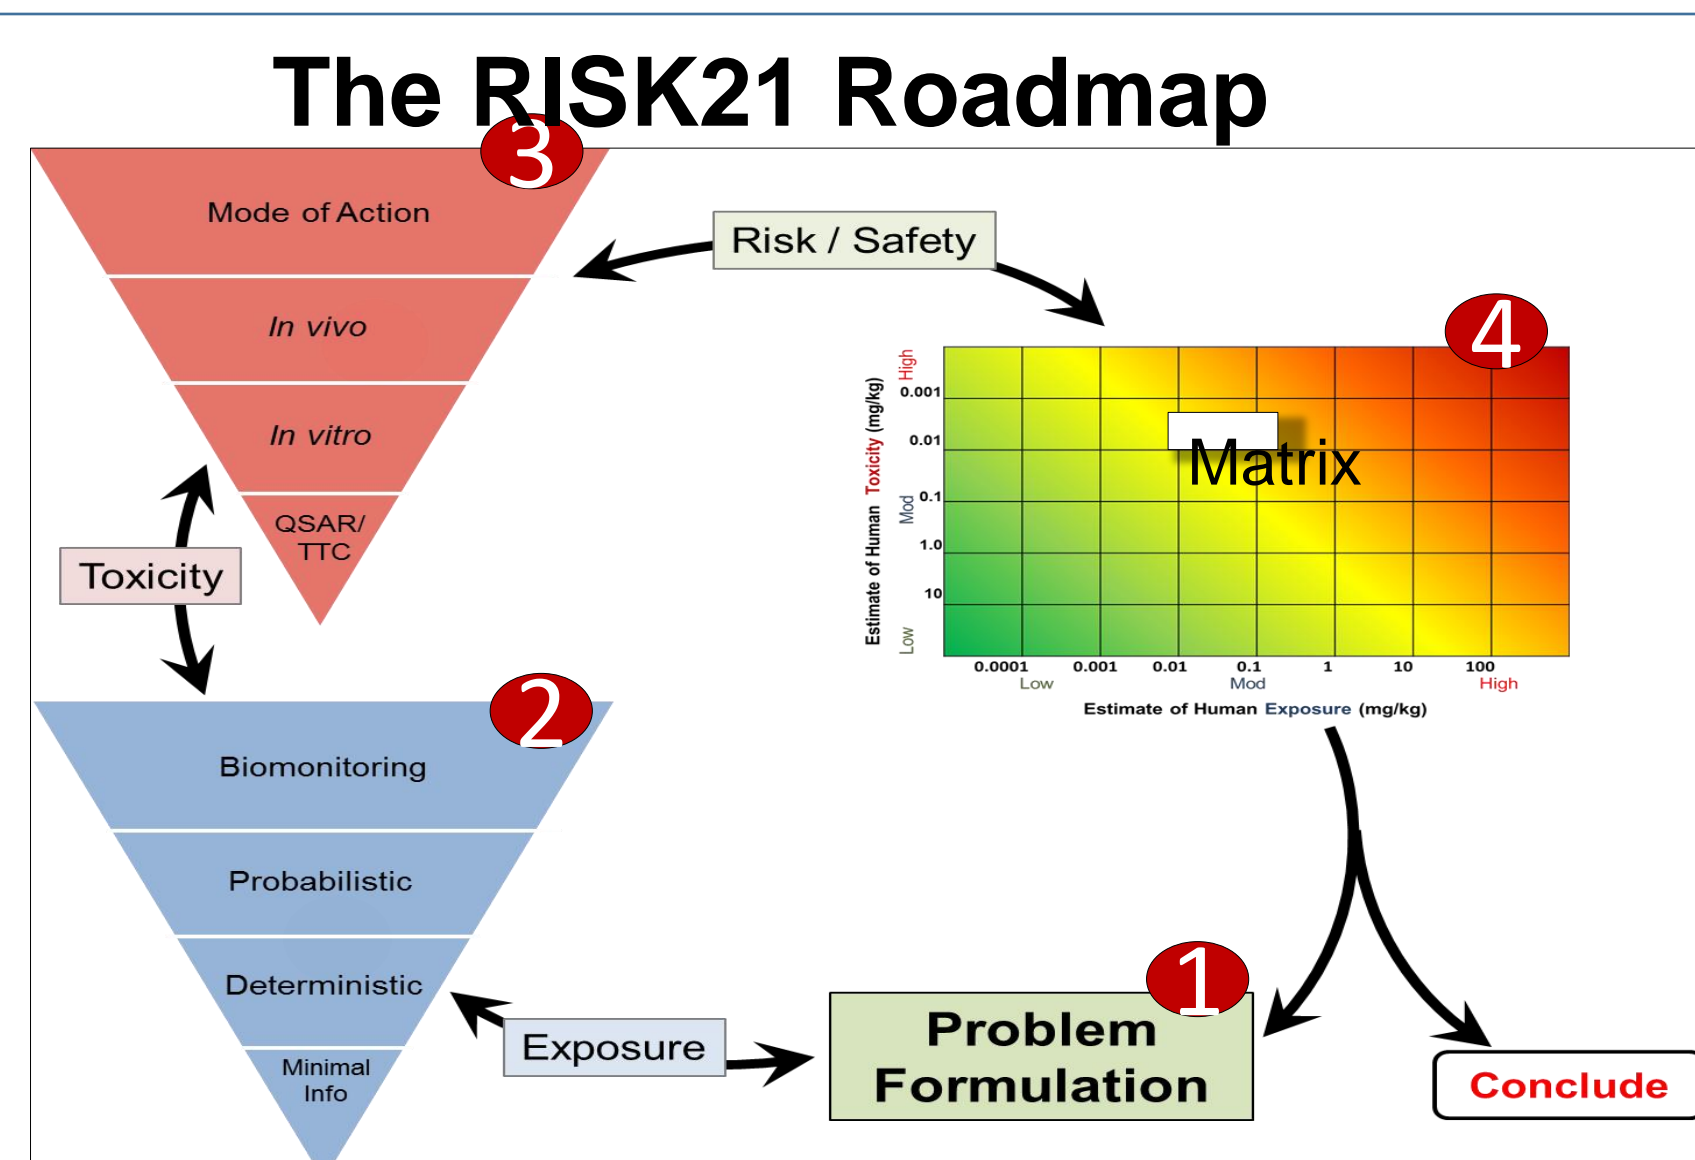 The RISK21 Roadmap
3
Mode of Action
In vivo
In vitro
QSAR/
TTC
Risk / Safety
Toxicity
4
Matrix
Estimate of Human Toxicity (mg/kg)
High
Mod
Low
0.001
0.01
0.1
1.0
10
0.0001 0.001 0.01 0.1 1 10 100
Low Mod High
Estimate of Human Exposure (mg/kg)
2
Biomonitoring
Probabilistic
Deterministic
Minimal
Info
Exposure
1
Problem
Formulation
Conclude